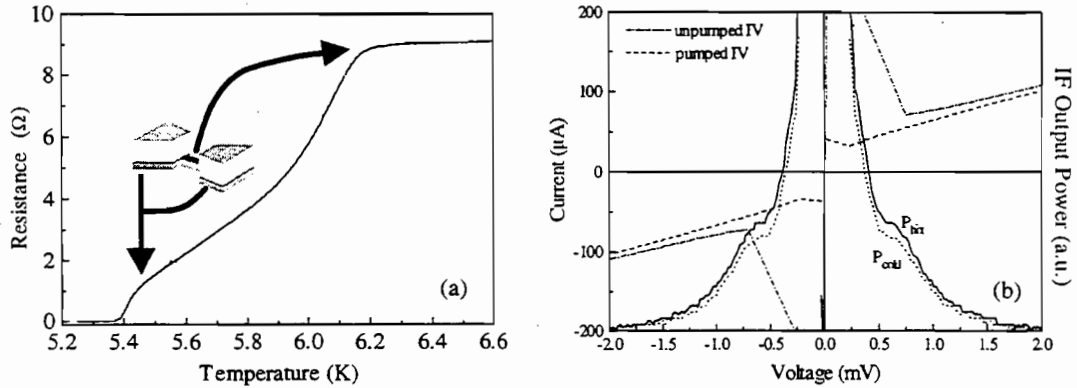 Resistance (Ω)
10
8
6
4
2
0
5.2 5.4 5.6 5.8 6.0 6.2 6.4 6.6
Temperature (K)
(a)
Current (μA)
200
100
0
-100
-200
-2.0 -1.5 -1.0 -0.5 0.0 0.5 1.0 1.5 2.0
Voltage (mV)
unpumped IV
pumped IV
P
P
(b)
IF Output Power (a.u.)